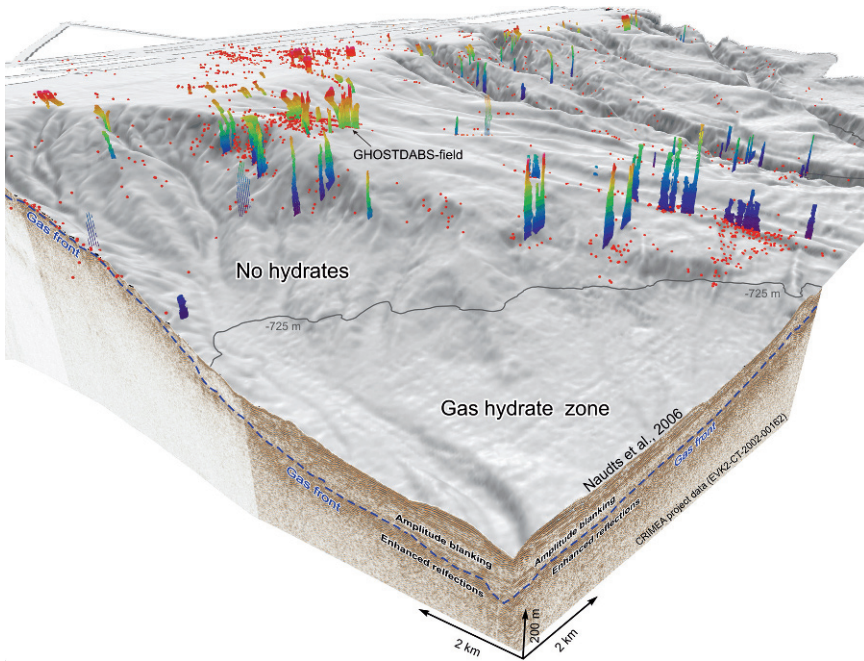 GHOSTDABS-field
Gas front
No hydrates
-725 m
-725 m
Gas hydrate zone
Naudts et al., 2006
Gas front
CRIMEA project data (EVK2-CT-2002-00162)
Gas front
Amplitude blanking
Enhanced relfections
Amplitude blanking
Enhanced reflections
200 m
2 km
2 km